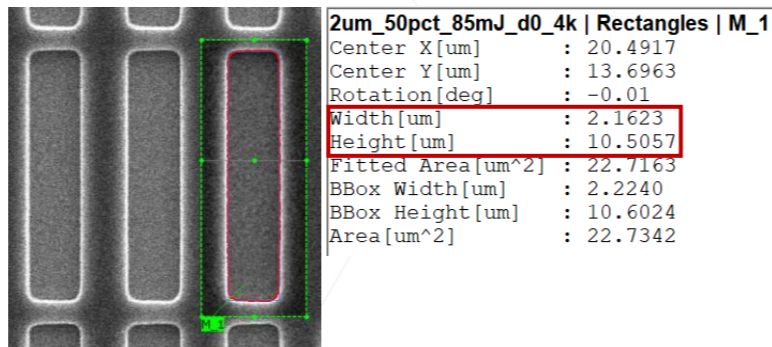 2um_50pct_85mJ_d0_4k | Rectangles | M_1
Center X[um] : 20.4917
Center Y[um] : 13.6963
Rotation[deg] : -0.01
Width[um] : 2.1623
Height[um] : 10.5057
Fitted Area[um^2] : 22.7163
BBox Width[um] : 2.2240
BBox Height[um] : 10.6024
Area[um^2] : 22.7342
M_1